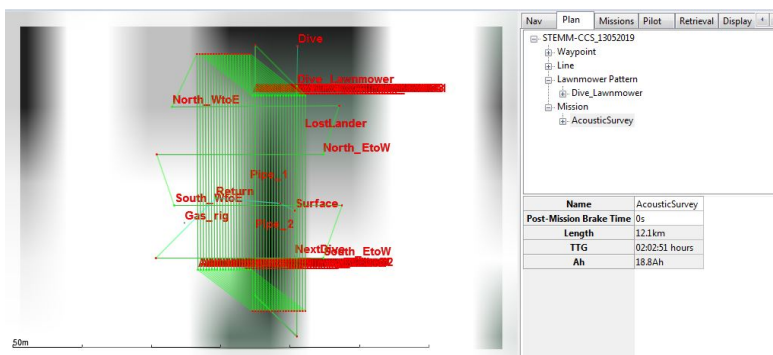 Dive
Dive_Lawnmower
North_WtoE
LostLander
North_EtoW
Pipe_1
Return
South_WtoE
Surface
Gas_rig
Pipe_2
NextDive
South_EtoW
50m
Nav Plan Missions Pilot Retrieval Display
STEMM-CCS_13052019
Waypoint
Line
Lawnmower Pattern
Dive_Lawnmower
Mission
AcousticSurvey
Name AcousticSurvey
Post-Mission Brake Time 0s
Length 12.1km
TTG 02:02:51 hours
Ah 18.8Ah